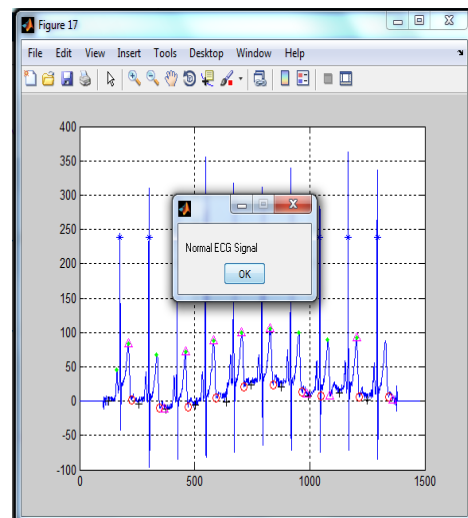 Figure 17
File Edit View Insert Tools Desktop Window Help
400
350
300
250
200
150
100
50
0
-50
-100
0 500 1000 1500
Normal ECG Signal
OK